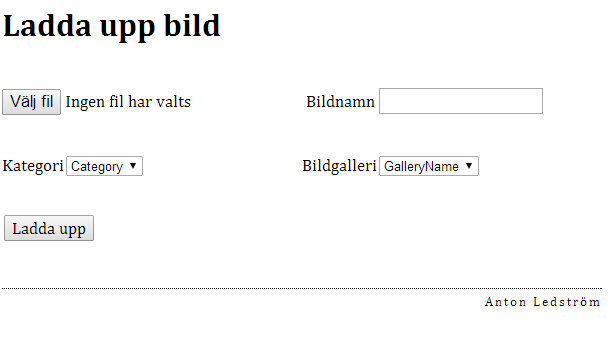 Ladda upp bild
Välj fil Ingen fil har valts Bildnamn
Kategori Category Bildgalleri GalleryName
Ladda upp
Anton Ledström